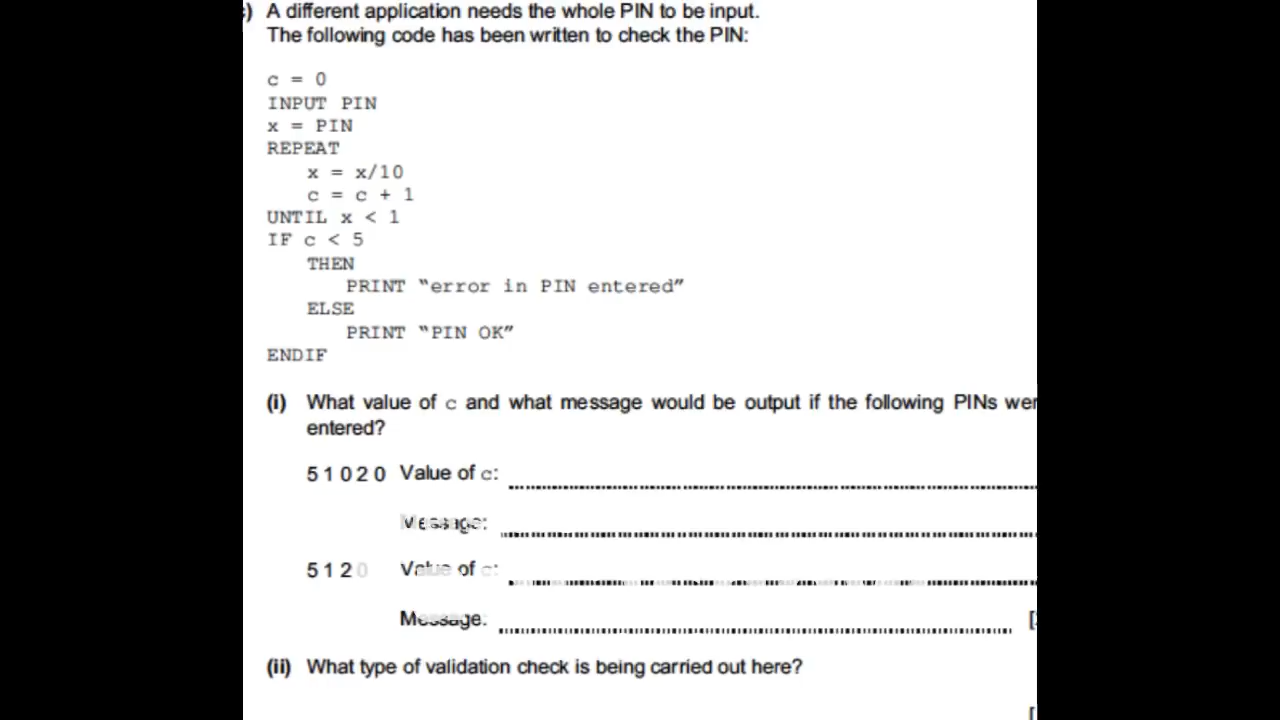 ) A different application needs the whole PIN to be input.
The following code has been written to check the PIN:
c = 0
INPUT PIN
x = PIN
REPEAT
x = x/10
c = c + 1
UNTIL x < 1
IF c < 5
THEN
PRINT “error in PIN entered”
ELSE
PRINT “PIN OK”
ENDIF
(i) What value of c and what message would be output if the following PINs wer
entered?
5 1 0 2 0 Value of c:
Message:
5 1 2 0 Value of c:
Message:
[
(ii) What type of validation check is being carried out here?
[